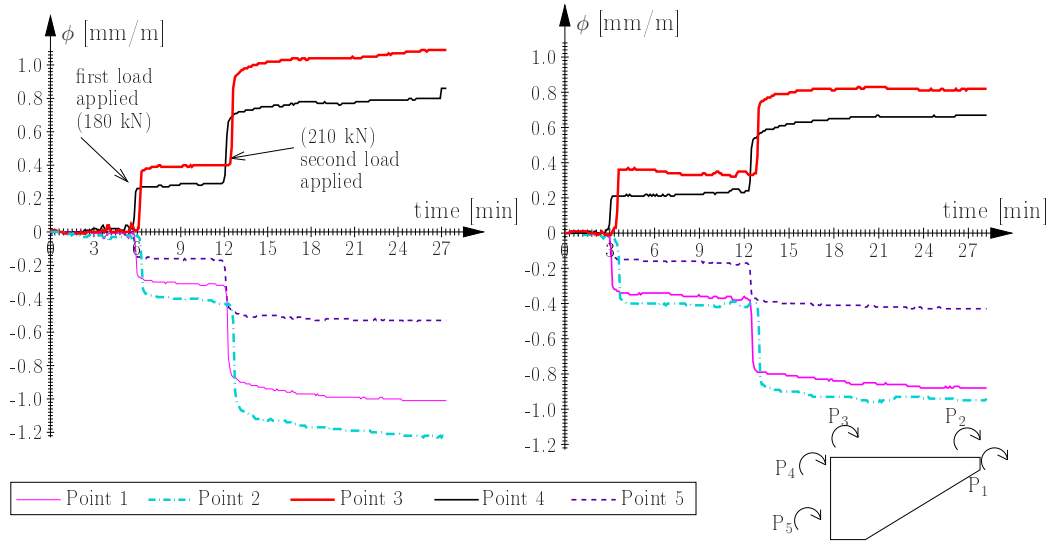 ϕ [mm/m]
1.0
0.8
0.6
0.4
0.2
0
-0.2
-0.4
-0.6
-0.8
-1.0
-1.2
first load
applied
(180 kN)
(210 kN)
second load
applied
time [min]
3 6 9 12 15 18 21 24 27
ϕ [mm/m]
1.0
0.8
0.6
0.4
0.2
0
-0.2
-0.4
-0.6
-0.8
-1.0
-1.2
time [min]
0 3 6 9 12 15 18 21 24 27
P3
P2
P4
P1
P5
Point 1 Point 2 Point 3 Point 4 Point 5